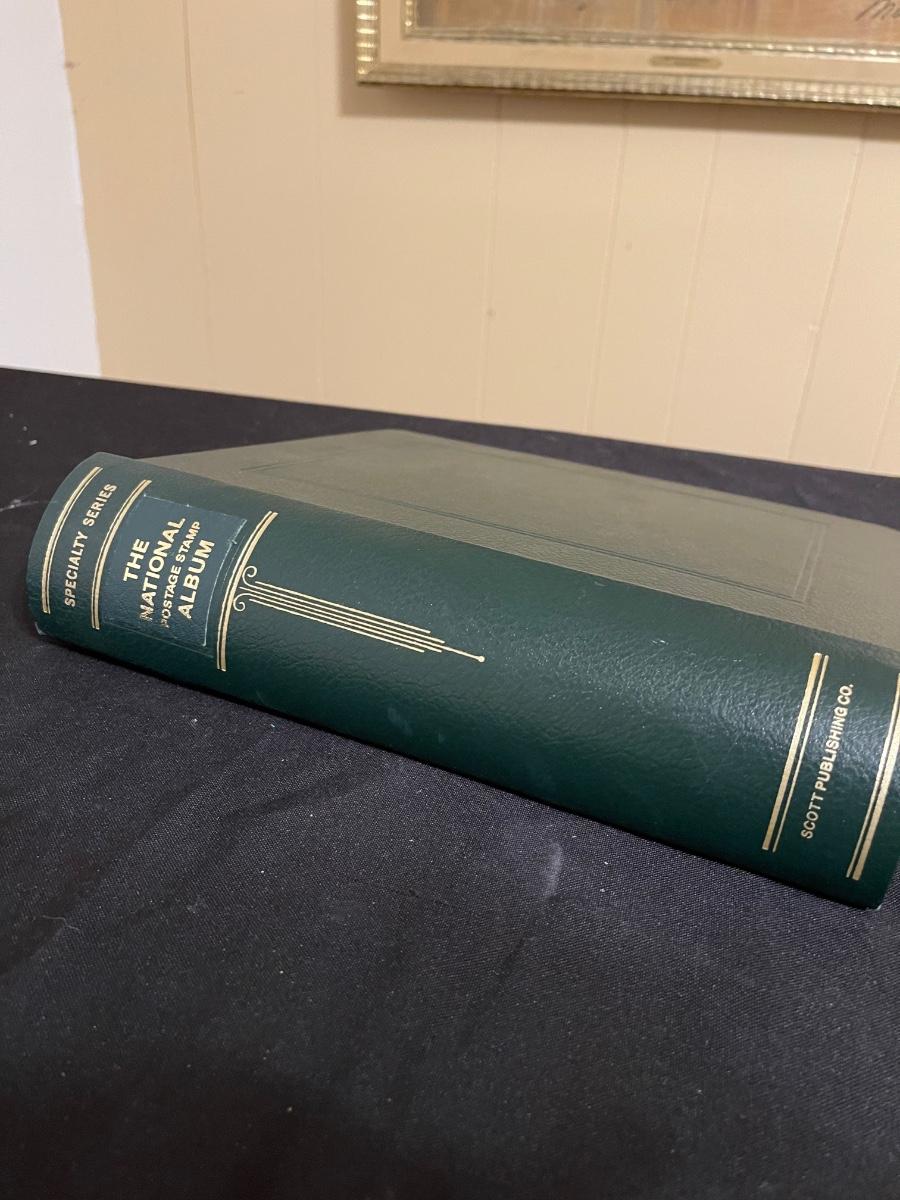 SPECIALTY SERIES
THE
NATIONAL
POSTAGE STAMP
ALBUM
SCOTT PUBLISHING CO.